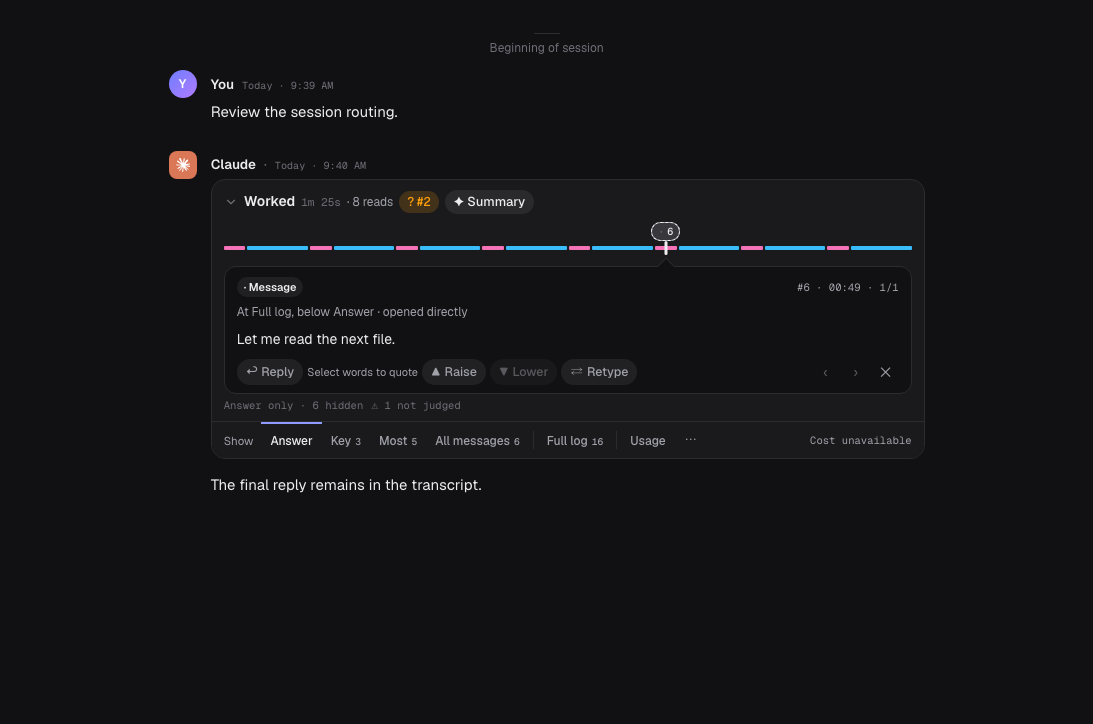 Beginning of session
Y You Today · 9:39 AM
Review the session routing.
Claude · Today · 9:40 AM
Worked 1m 25s · 8 reads ? #2 ✦ Summary
· 6
· Message #6 · 00:49 · 1/1
At Full log, below Answer · opened directly
Let me read the next file.
↩ Reply Select words to quote ▲ Raise ▼ Lower ⇄ Retype ‹ › ×
Answer only · 6 hidden ⚠ 1 not judged
Show Answer Key 3 Most 5 All messages 6 Full log 16 Usage ··· Cost unavailable
The final reply remains in the transcript.